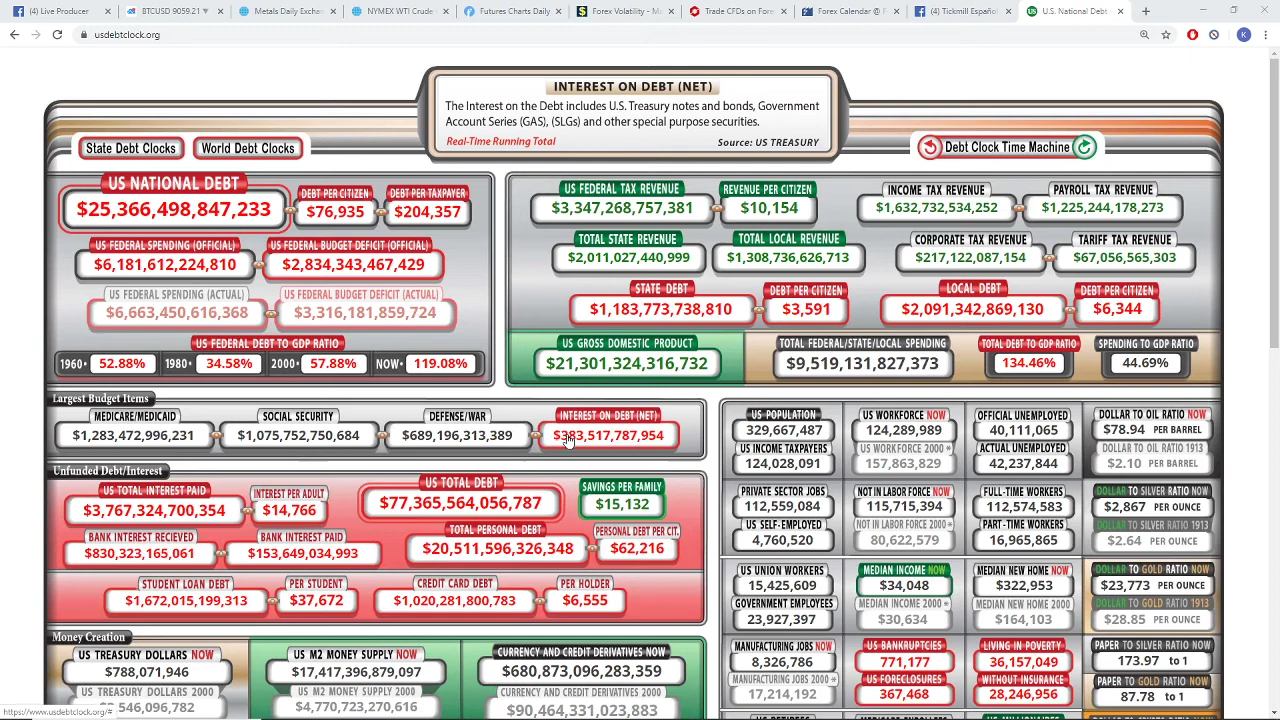 (4) Live Producer
BTCUSD 9059.21▼
Metals Daily Exchan
NYMEX WTI Crude
Futures Charts Daily
Forex Volatility - M
Trade CFDs on Fore
Forex Calendar @ F
(4) Tickmill Español
U.S. National Debt
usdebtclock.org
K
INTEREST ON DEBT (NET)
The Interest on the Debt includes U.S. Treasury notes and bonds, Government
Account Series (GAS), (SLGs) and other special purpose securities.
Real-Time Running Total
Source: US TREASURY
State Debt Clocks
World Debt Clocks
Debt Clock Time Machine
US NATIONAL DEBT
$25,366,498,847,233
DEBT PER CITIZEN
$76,935
DEBT PER TAXPAYER
$204,357
US FEDERAL SPENDING (OFFICIAL)
$6,181,612,224,810
US FEDERAL BUDGET DEFICIT (OFFICIAL)
$2,834,343,467,429
US FEDERAL SPENDING (ACTUAL)
$6,663,450,616,368
US FEDERAL BUDGET DEFICIT (ACTUAL)
$3,316,181,859,724
US FEDERAL DEBT TO GDP RATIO
1960• 52.88% 1980• 34.58% 2000• 57.88% NOW• 119.08%
US FEDERAL TAX REVENUE
$3,347,268,757,381
REVENUE PER CITIZEN
$10,154
INCOME TAX REVENUE
$1,632,732,534,252
PAYROLL TAX REVENUE
$1,225,244,178,273
TOTAL STATE REVENUE
$2,011,027,440,999
TOTAL LOCAL REVENUE
$1,308,736,626,713
CORPORATE TAX REVENUE
$217,122,087,154
TARIFF TAX REVENUE
$67,056,565,303
STATE DEBT
$1,183,773,738,810
DEBT PER CITIZEN
$3,591
LOCAL DEBT
$2,091,342,869,130
DEBT PER CITIZEN
$6,344
US GROSS DOMESTIC PRODUCT
$21,301,324,316,732
TOTAL FEDERAL/STATE/LOCAL SPENDING
$9,519,131,827,373
TOTAL DEBT TO GDP RATIO
134.46%
SPENDING TO GDP RATIO
44.69%
Largest Budget Items
MEDICARE/MEDICAID
$1,283,472,996,231
SOCIAL SECURITY
$1,075,752,750,684
DEFENSE/WAR
$689,196,313,389
INTEREST ON DEBT (NET)
Unfunded Debt/Interest
US TOTAL INTEREST PAID
$3,767,324,700,354
INTEREST PER ADULT
$14,766
US TOTAL DEBT
$77,365,564,056,787
SAVINGS PER FAMILY
$15,132
BANK INTEREST RECIEVED
$830,323,165,061
BANK INTEREST PAID
$153,649,034,993
TOTAL PERSONAL DEBT
$20,511,596,326,348
PERSONAL DEBT PER CIT.
$62,216
STUDENT LOAN DEBT
$1,672,015,199,313
PER STUDENT
$37,672
CREDIT CARD DEBT
$1,020,281,800,783
PER HOLDER
$6,555
Money Creation
US TREASURY DOLLARS NOW
$788,071,946
US TREASURY DOLLARS 2000
546,096,782
US M2 MONEY SUPPLY NOW
$17,417,396,879,097
US M2 MONEY SUPPLY 2000
$4,770,723,270,616
CURRENCY AND CREDIT DERIVATIVES NOW
$680,873,096,283,359
CURRENCY AND CREDIT DERIVATIVES 2000
$90,464,331,023,883
US POPULATION
329,667,487
US INCOME TAXPAYERS
124,028,091
US WORKFORCE NOW
124,289,989
US WORKFORCE 2000
157,863,829
OFFICIAL UNEMPLOYED
40,111,065
ACTUAL UNEMPLOYED
42,237,844
DOLLAR TO OIL RATIO NOW
$78.94 PER BARREL
DOLLAR TO OIL RATIO 1913
$2.10 PER BARREL
PRIVATE SECTOR JOBS
112,559,084
US SELF-EMPLOYED
4,760,520
NOT IN LABOR FORCE NOW
115,715,394
NOT IN LABOR FORCE 2000
80,622,579
FULL-TIME WORKERS
112,574,583
PART-TIME WORKERS
16,965,865
DOLLAR TO SILVER RATIO NOW
$2,867 PER OUNCE
DOLLAR TO SILVER RATIO 1913
$2.64 PER OUNCE
US UNION WORKERS
15,425,609
GOVERNMENT EMPLOYEES
23,927,397
MEDIAN INCOME NOW
$34,048
MEDIAN INCOME 2000
$30,634
MEDIAN NEW HOME NOW
$322,953
MEDIAN NEW HOME 2000
$164,103
DOLLAR TO GOLD RATIO NOW
$23,773 PER OUNCE
DOLLAR TO GOLD RATIO 1913
$28.85 PER OUNCE
MANUFACTURING JOBS NOW
8,326,786
MANUFACTURING JOBS 2000
17,214,192
US BANKRUPTCIES
771,177
US FORECLOSURES
367,468
LIVING IN POVERTY
36,157,049
WITHOUT INSURANCE
28,246,956
PAPER TO SILVER RATIO NOW
173.97 to 1
PAPER TO GOLD RATIO NOW
87.78 to 1
https://www.usdebtclock.org/#